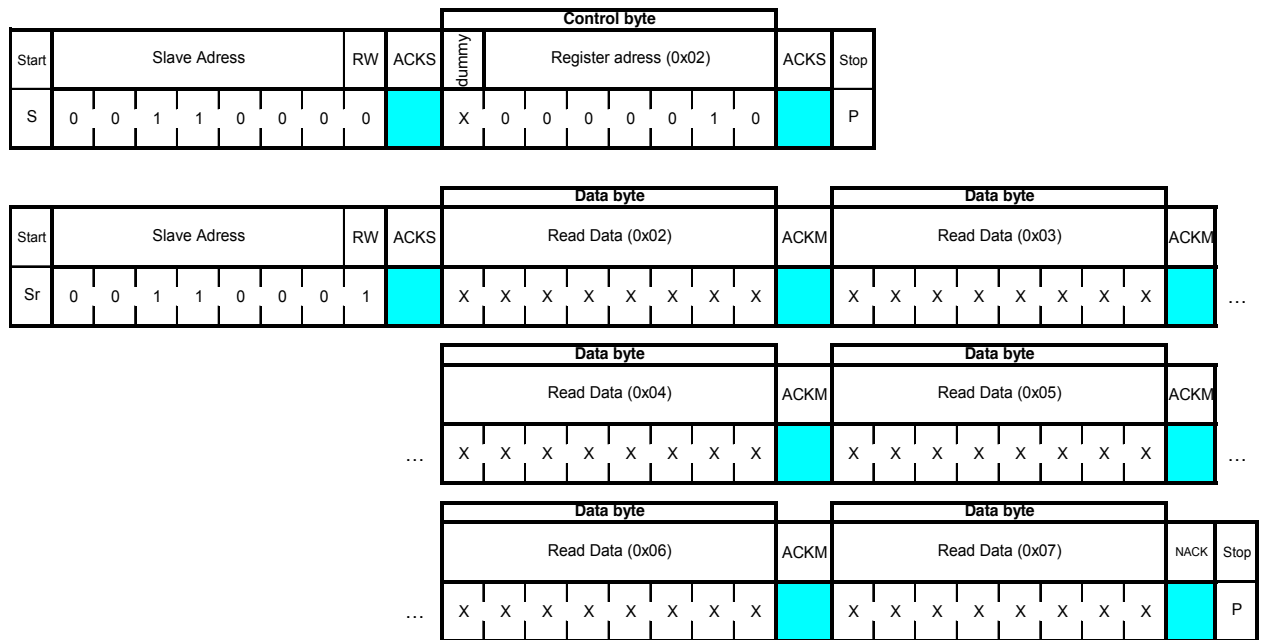 Control byte
Start Slave Adress RW ACKS dummy Register adress (0x02) ACKS Stop
S 0 0 1 1 0 0 0 0 X 0 0 0 0 0 1 0 P
Data byte Data byte
Start Slave Adress RW ACKS Read Data (0x02) ACKM Read Data (0x03) ACKM
Sr 0 0 1 1 0 0 0 1 X X X X X X X X X X X X X X X X ...
Data byte Data byte
Read Data (0x04) ACKM Read Data (0x05) ACKM
... X X X X X X X X X X X X X X X X ...
Data byte Data byte
Read Data (0x06) ACKM Read Data (0x07) NACK Stop
... X X X X X X X X X X X X X X X X P